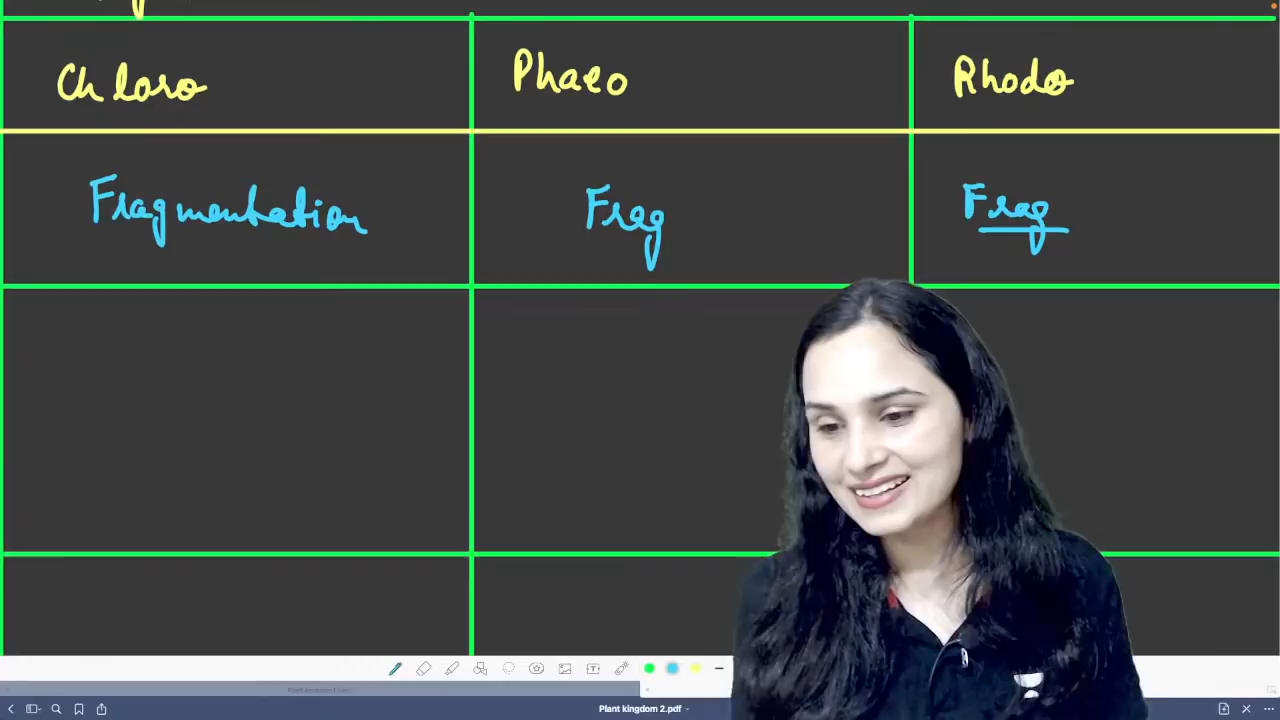 Chloro
Phaeo
Rhodo
Fragmentation
Frag
Frag
Plant kingdom 2.pdf